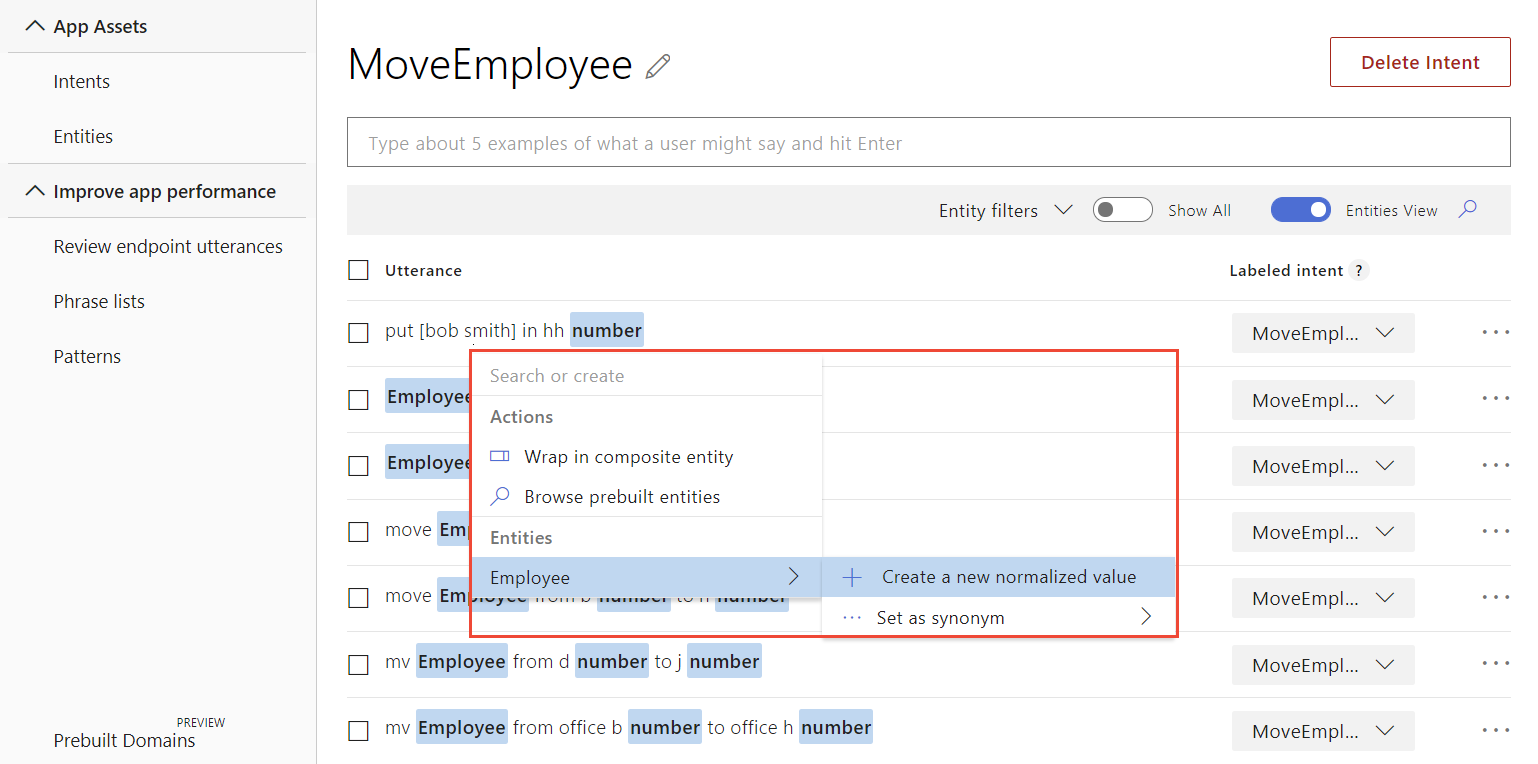 App Assets
Intents
Entities
Improve app performance
Review endpoint utterances
Phrase lists
Patterns
PREVIEW
Prebuilt Domains
MoveEmployee
Delete Intent
Type about 5 examples of what a user might say and hit Enter
Entity filters Show All Entities View
Utterance Labeled intent ?
put [bob smith] in hh number MoveEmpl... ...
Search or create
Actions
Wrap in composite entity
Browse prebuilt entities
Entities
Employee
Create a new normalized value
... Set as synonym
Employee MoveEmpl... ...
Employee MoveEmpl... ...
move Emp MoveEmpl... ...
move Employee from b number to h number MoveEmpl... ...
mv Employee from d number to j number MoveEmpl... ...
mv Employee from office b number to office h number MoveEmpl... ...